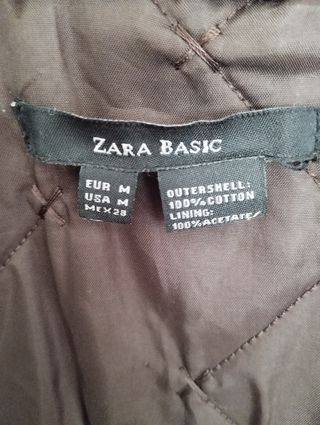 ZARA BASIC
EUR M
USA M
MEX 28
OUTERSHELL:
100% COTTON
LINING:
100% ACETATE/